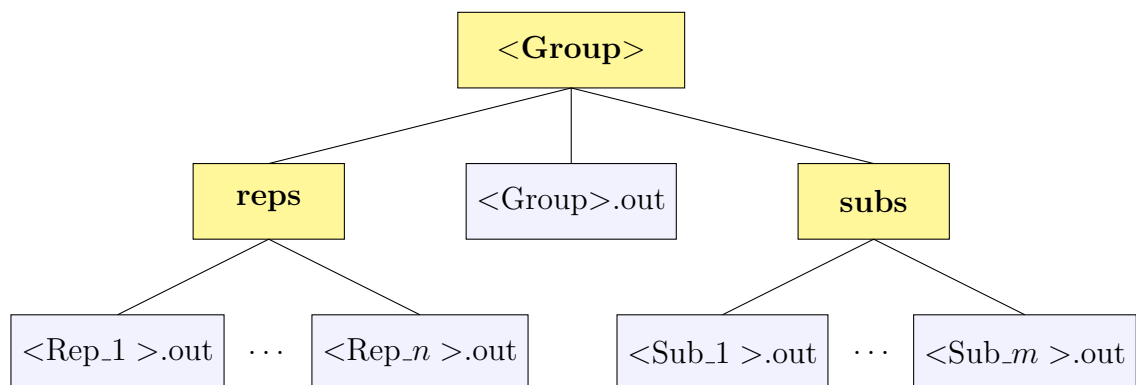 <Group>
reps
<Group>.out
subs
<Rep_1 >.out
···
<Rep_n >.out
<Sub_1 >.out
···
<Sub_m >.out